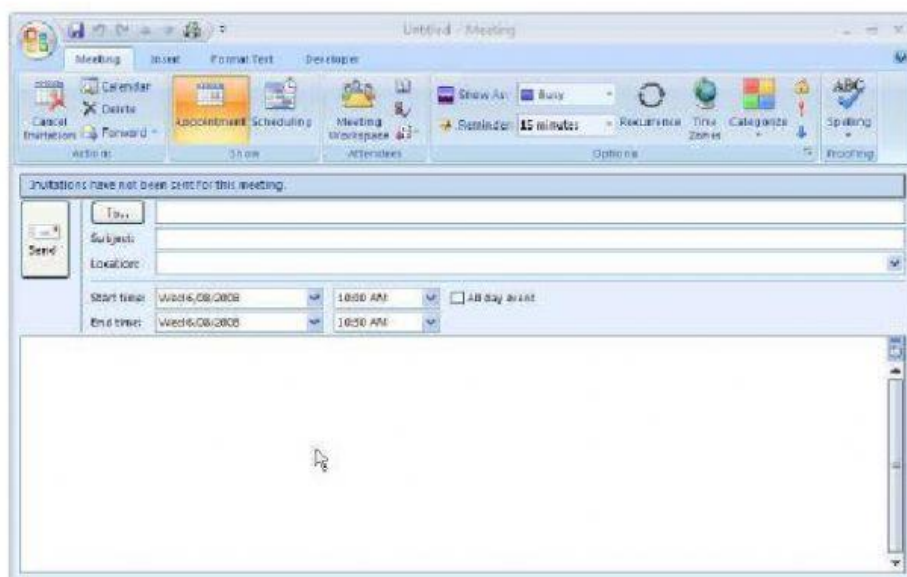 Untitled - Meeting
Meeting Insert Format Text Developer
Calendar
Delete
Cancel Invitation
Forward
Appointment Scheduling
Meeting Workspace
Show As: Busy
Reminder: 15 minutes
Recurrence
Time Zones
Categorize
ABC
Spelling
Actions Show Attendees Options Proofing
Invitations have not been sent for this meeting.
To...
Send
Subject:
Location:
Start time: Wed 6/08/2008 10:00 AM All day event
End time: Wed 6/08/2008 10:30 AM